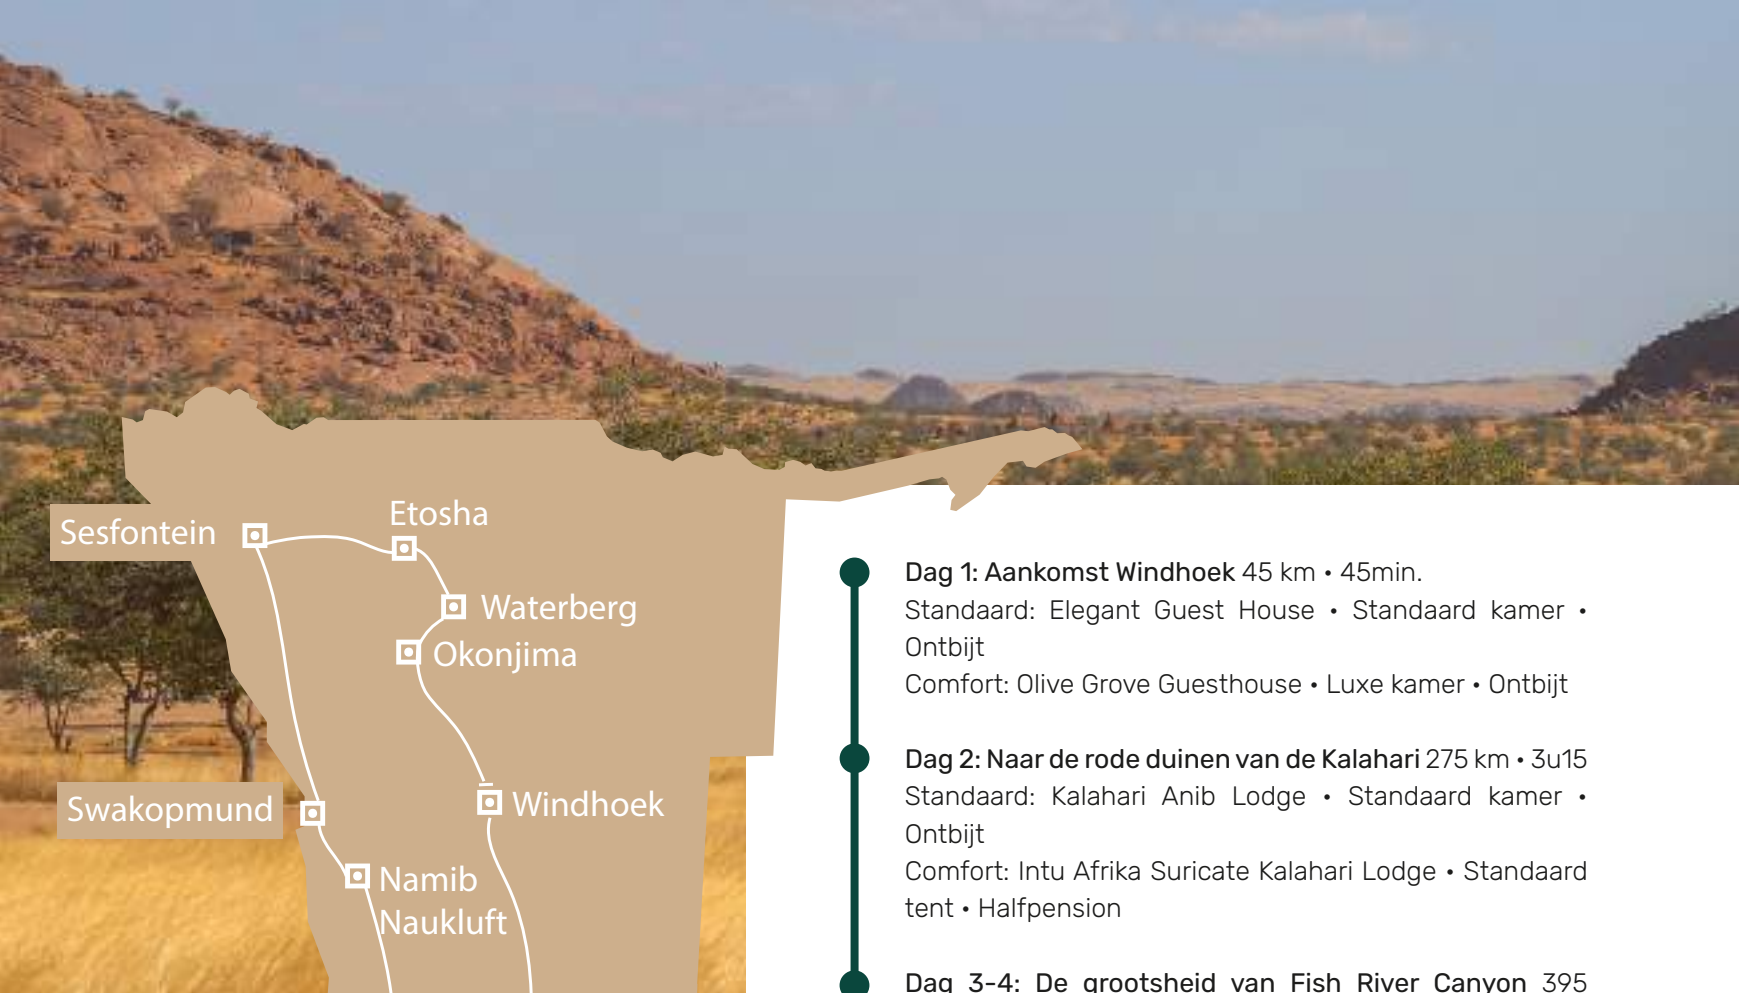 Sesfontein
Etosha
Waterberg
Okonjima
Swakopmund
Windhoek
Namib
Naukluft
Dag 1: Aankomst Windhoek 45 km • 45min.
Standaard: Elegant Guest House • Standaard kamer •
Ontbijt
Comfort: Olive Grove Guesthouse • Luxe kamer • Ontbijt
Dag 2: Naar de rode duinen van de Kalahari 275 km • 3u15
Standaard: Kalahari Anib Lodge • Standaard kamer •
Ontbijt
Comfort: Intu Afrika Suricate Kalahari Lodge • Standaard
tent • Halfpension
Dag 3-4: De grootsheid van Fish River Canyon 395